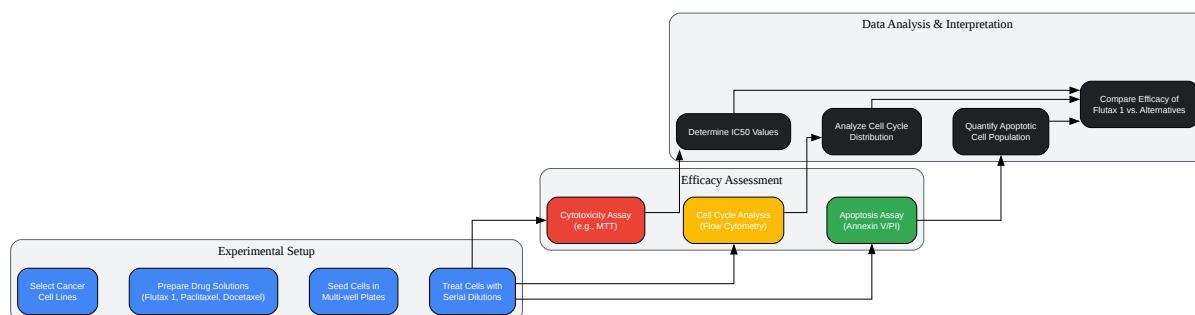 Data Analysis & Interpretation
Compare Efficacy of
Flutax 1 vs. Alternatives
Determine IC50 Values
Analyze Cell Cycle
Distribution
Quantify Apoptotic
Cell Population
Efficacy Assessment
Cytotoxicity Assay
(e.g., MTT)
Cell Cycle Analysis
(Flow Cytometry)
Apoptosis Assay
(Annexin V/PI)
Experimental Setup
Select Cancer
Cell Lines
Prepare Drug Solutions
(Flutax 1, Paclitaxel, Docetaxel)
Seed Cells in
Multi-well Plates
Treat Cells with
Serial Dilutions